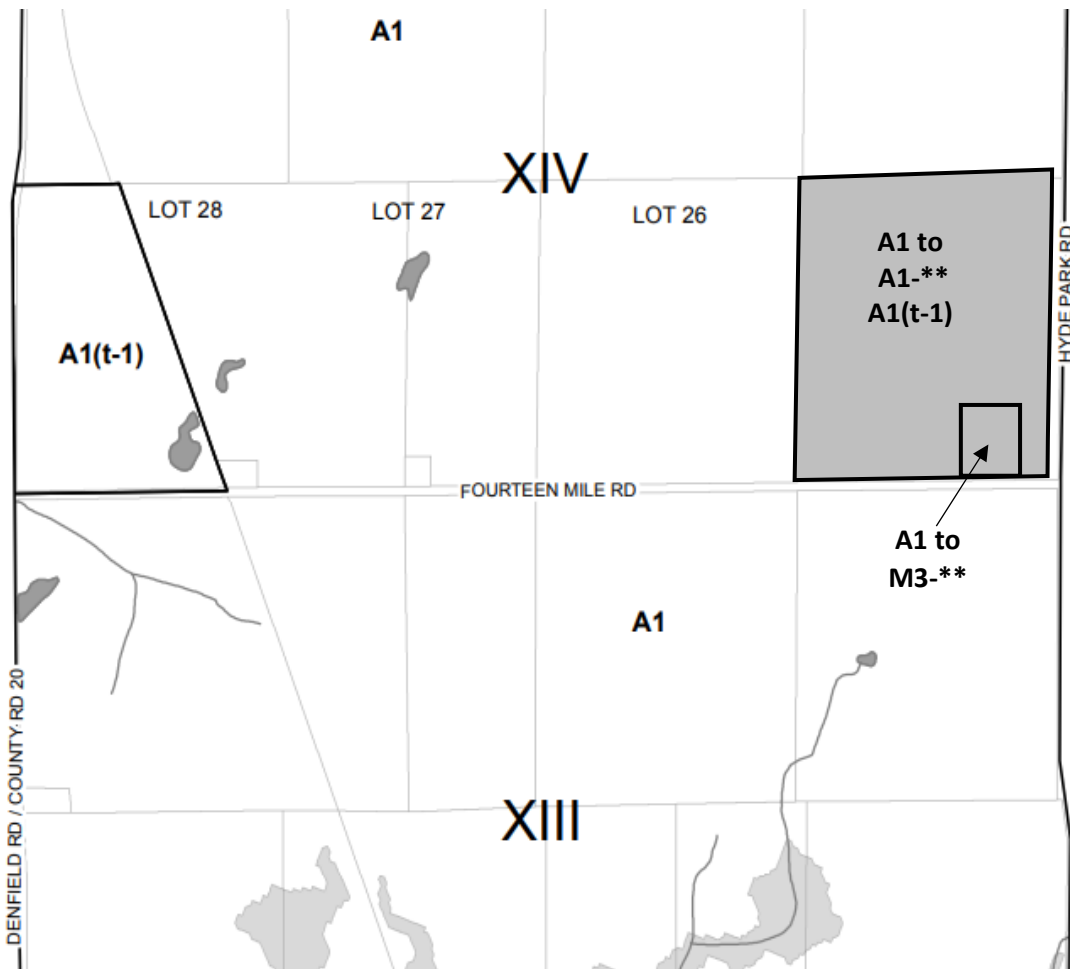 A1
XIV
LOT 28
LOT 27
LOT 26
A1 to
A1-**
A1(t-1)
HYDE PARK RD
A1(t-1)
FOURTEEN MILE RD
A1 to
M3-**
A1
DENFIELD RD / COUNTY RD 20
XIII